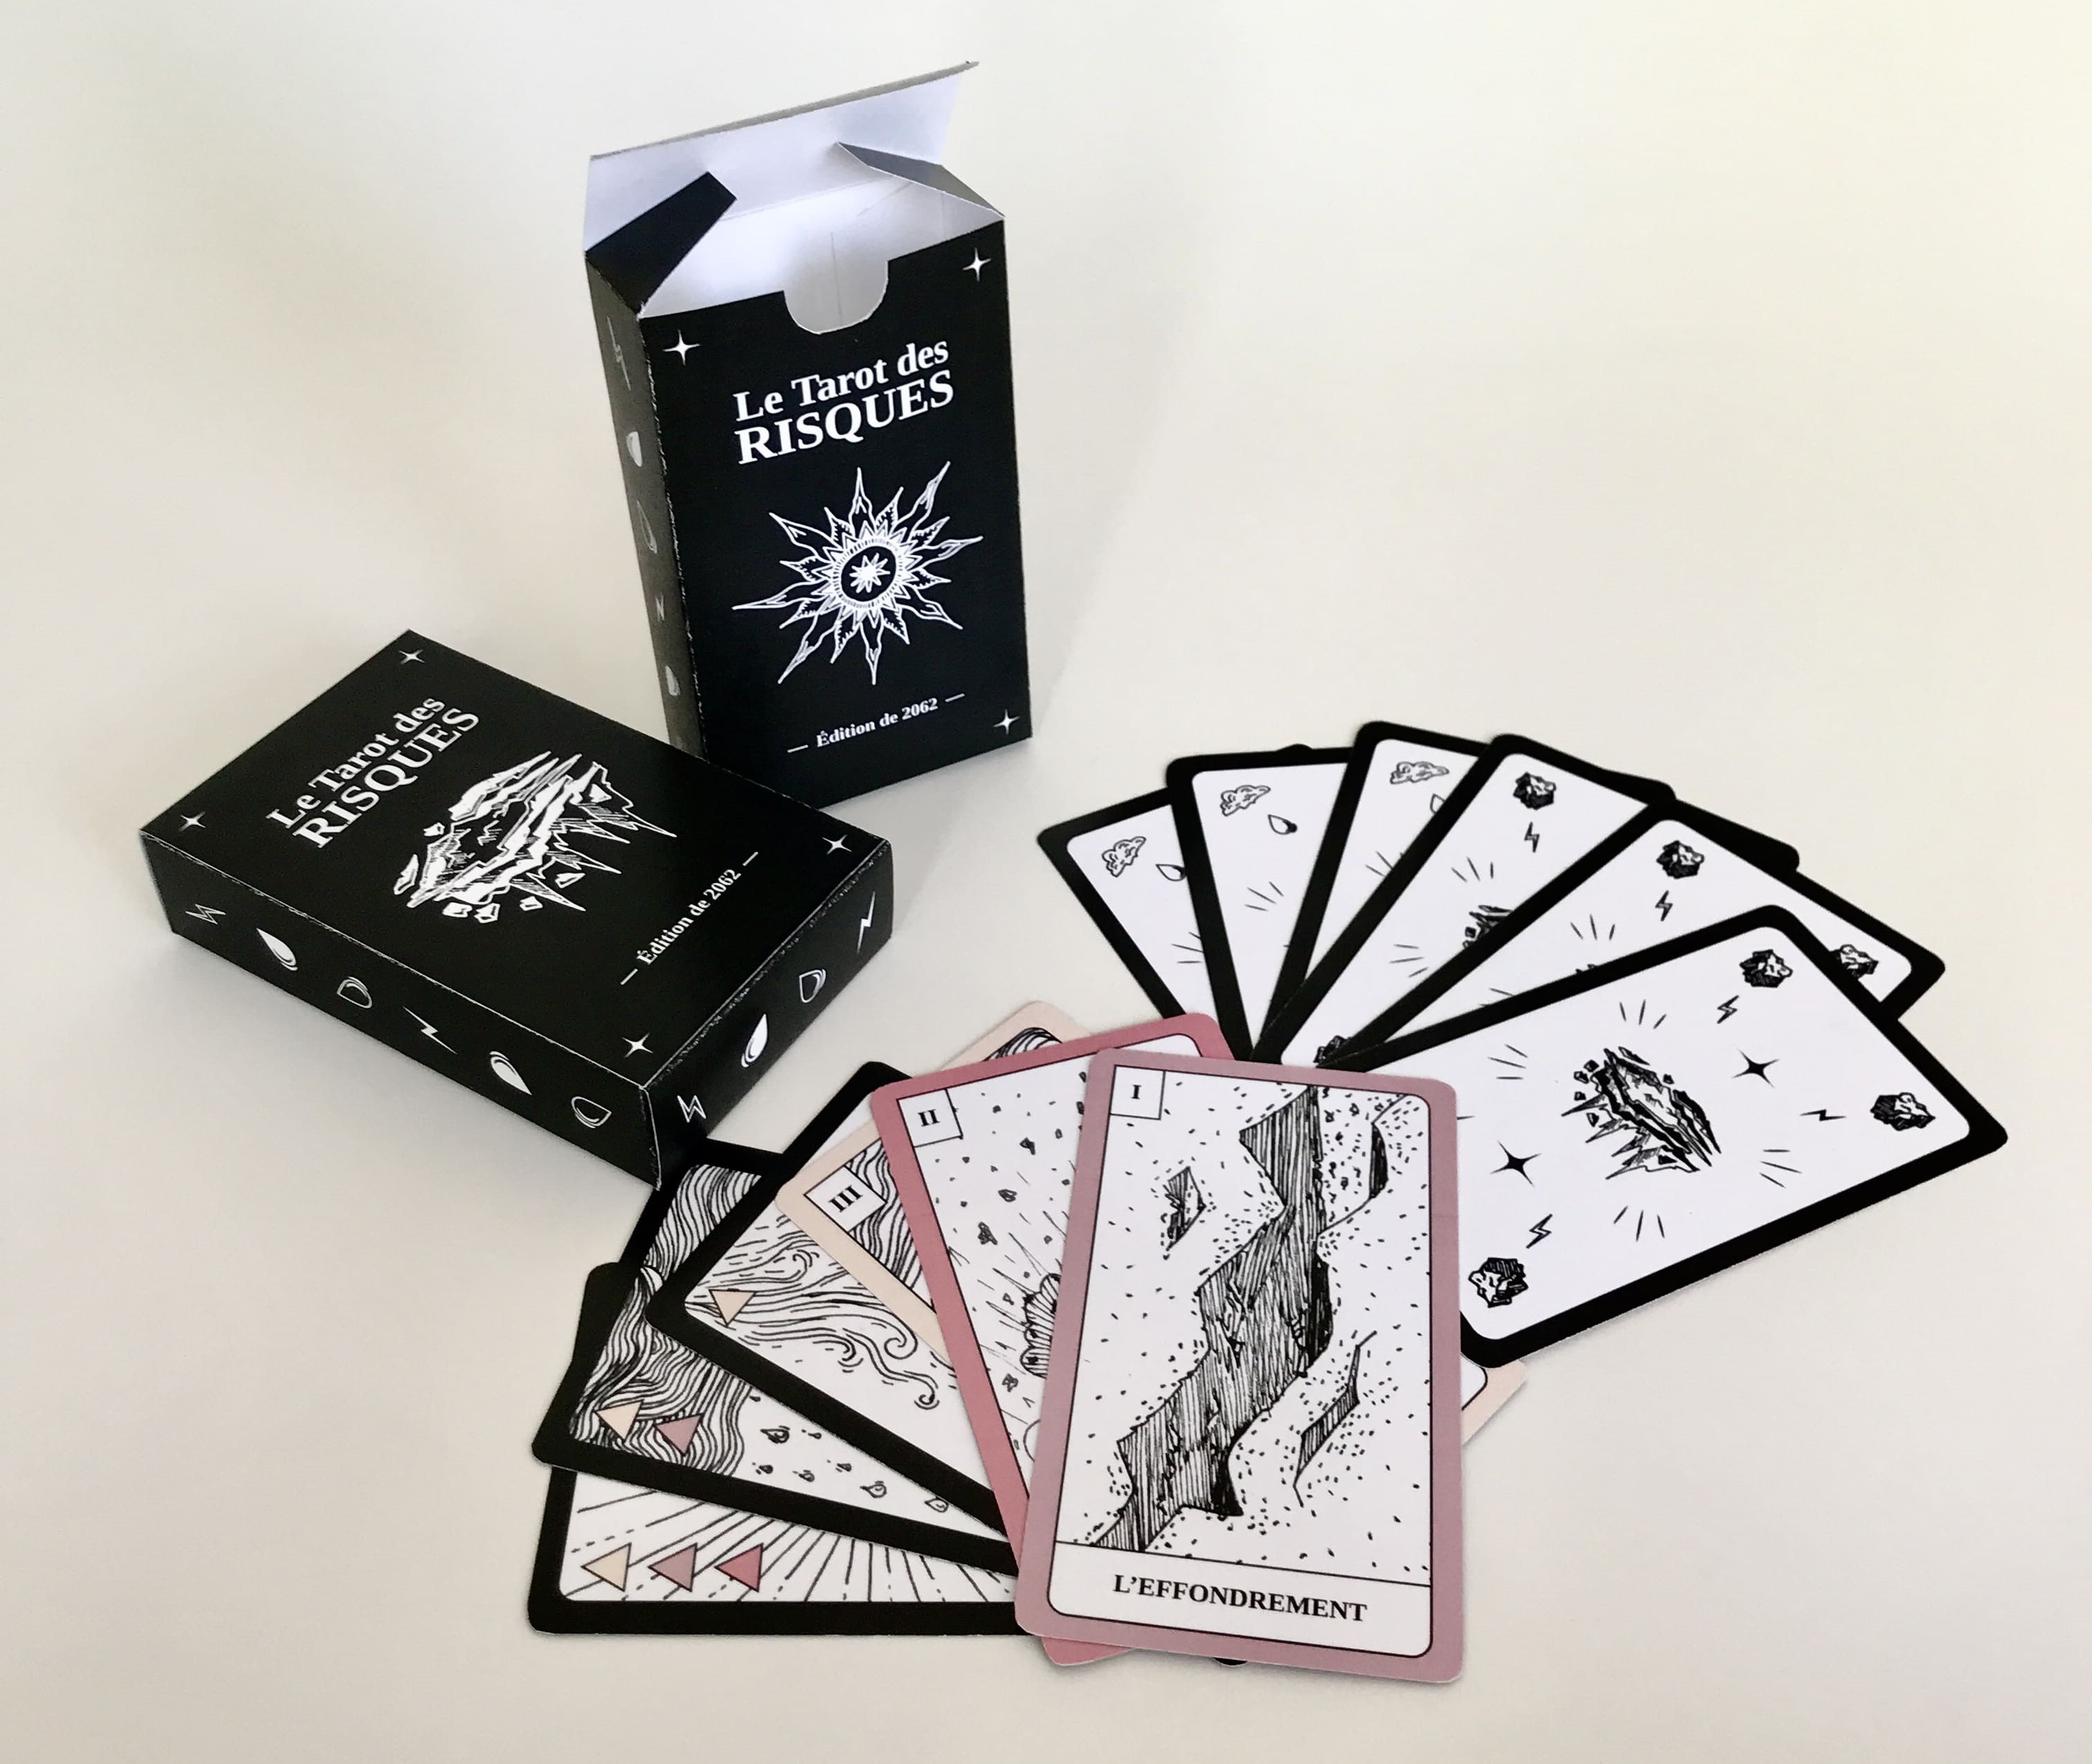 Le Tarot des
RISQUES
— Édition de 2062 —
Le Tarot des
RISQUES
— Édition de 2062 —
III
II
I
L'EFFONDREMENT